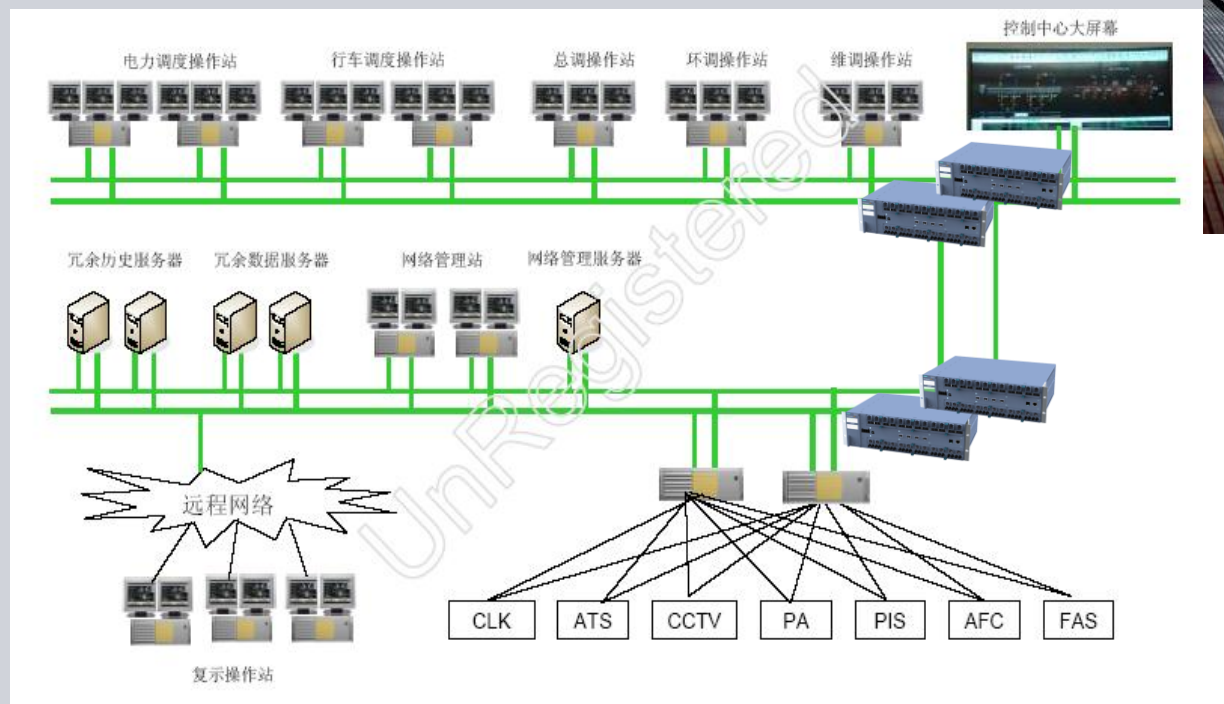 控制中心大屏幕
电力调度操作站
行车调度操作站
总调操作站
环调操作站
维调操作站
冗余历史服务器
冗余数据服务器
网络管理站
网络管理服务器
UnRegistered
远程网络
CLK
ATS
CCTV
PA
PIS
AFC
FAS
复示操作站